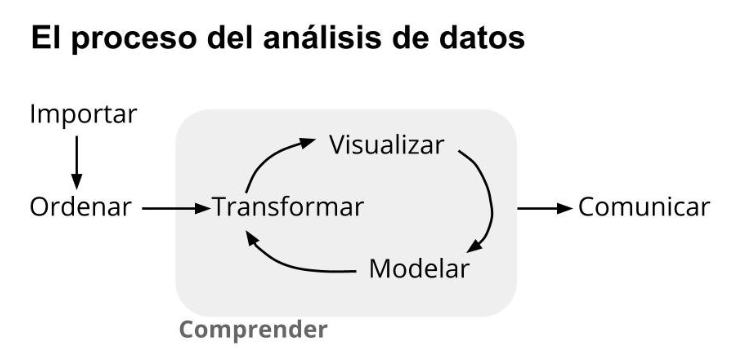 El proceso del análisis de datos
Importar
Ordenar
Transformar
Visualizar
Modelar
Comprender
Comunicar